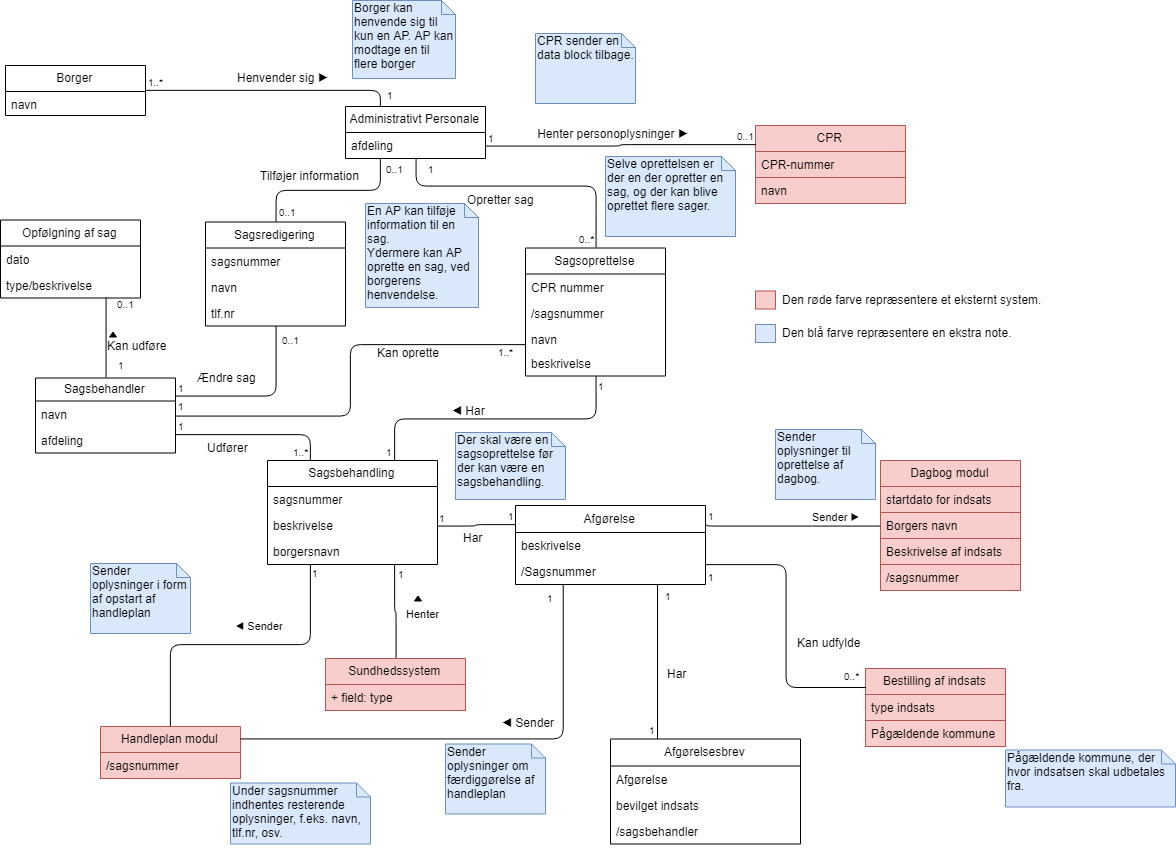 Borger kan
henvende sig til
kun en AP. AP kan
modtage en til
flere borger
CPR sender en
data block tilbage.
Borger
navn
1..*
Henvender sig
1
Administrativt Personale
afdeling
1
Henter personoplysninger
0..1
CPR
CPR-nummer
navn
0..1
1
Tilføjer information
Opretter sag
Selve oprettelsen er
der en der opretter en
sag, og der kan blive
oprettet flere sager.
0..1
0..*
En AP kan tilføje
information til en
sag.
Ydermere kan AP
oprette en sag, ved
borgerens
henvendelse.
Opfølgning af sag
dato
type/beskrivelse
Sagsredigering
sagsnummer
navn
tlf.nr
Sagsoprettelse
CPR nummer
/sagsnummer
navn
beskrivelse
Den røde farve repræsentere et eksternt system.
Den blå farve repræsentere en ekstra note.
0..1
Kan udføre
1
0..1
Kan oprette
1..*
Ændre sag
1
Sagsbehandler
navn
afdeling
1
1
1
Har
Udfører
1..*
1
Der skal være en
sagsoprettelse før
der kan være en
sagsbehandling.
Sender
oplysninger til
oprettelse af
dagbog.
Sagsbehandling
sagsnummer
beskrivelse
borgersnavn
1
Har
1
Afgørelse
beskrivelse
/Sagsnummer
1
Sender
Dagbog modul
startdato for indsats
Borgers navn
Beskrivelse af indsats
/sagsnummer
Sender
oplysninger i form
af opstart af
handleplan
1
1
1
1
1
Sender
Henter
Kan udfylde
Sundhedssystem
+ field: type
Har
0..*
Bestilling af indsats
type indsats
Pågældende kommune
Handleplan modul
/sagsnummer
Sender
1
Sender
oplysninger om
færdiggørelse af
handleplan
Afgørelsesbrev
Afgørelse
bevilget indsats
/sagsbehandler
Pågældende kommune, der
hvor indsatsen skal udbetales
fra.
Under sagsnummer
indhentes resterende
oplysninger, f.eks. navn,
tlf.nr, osv.